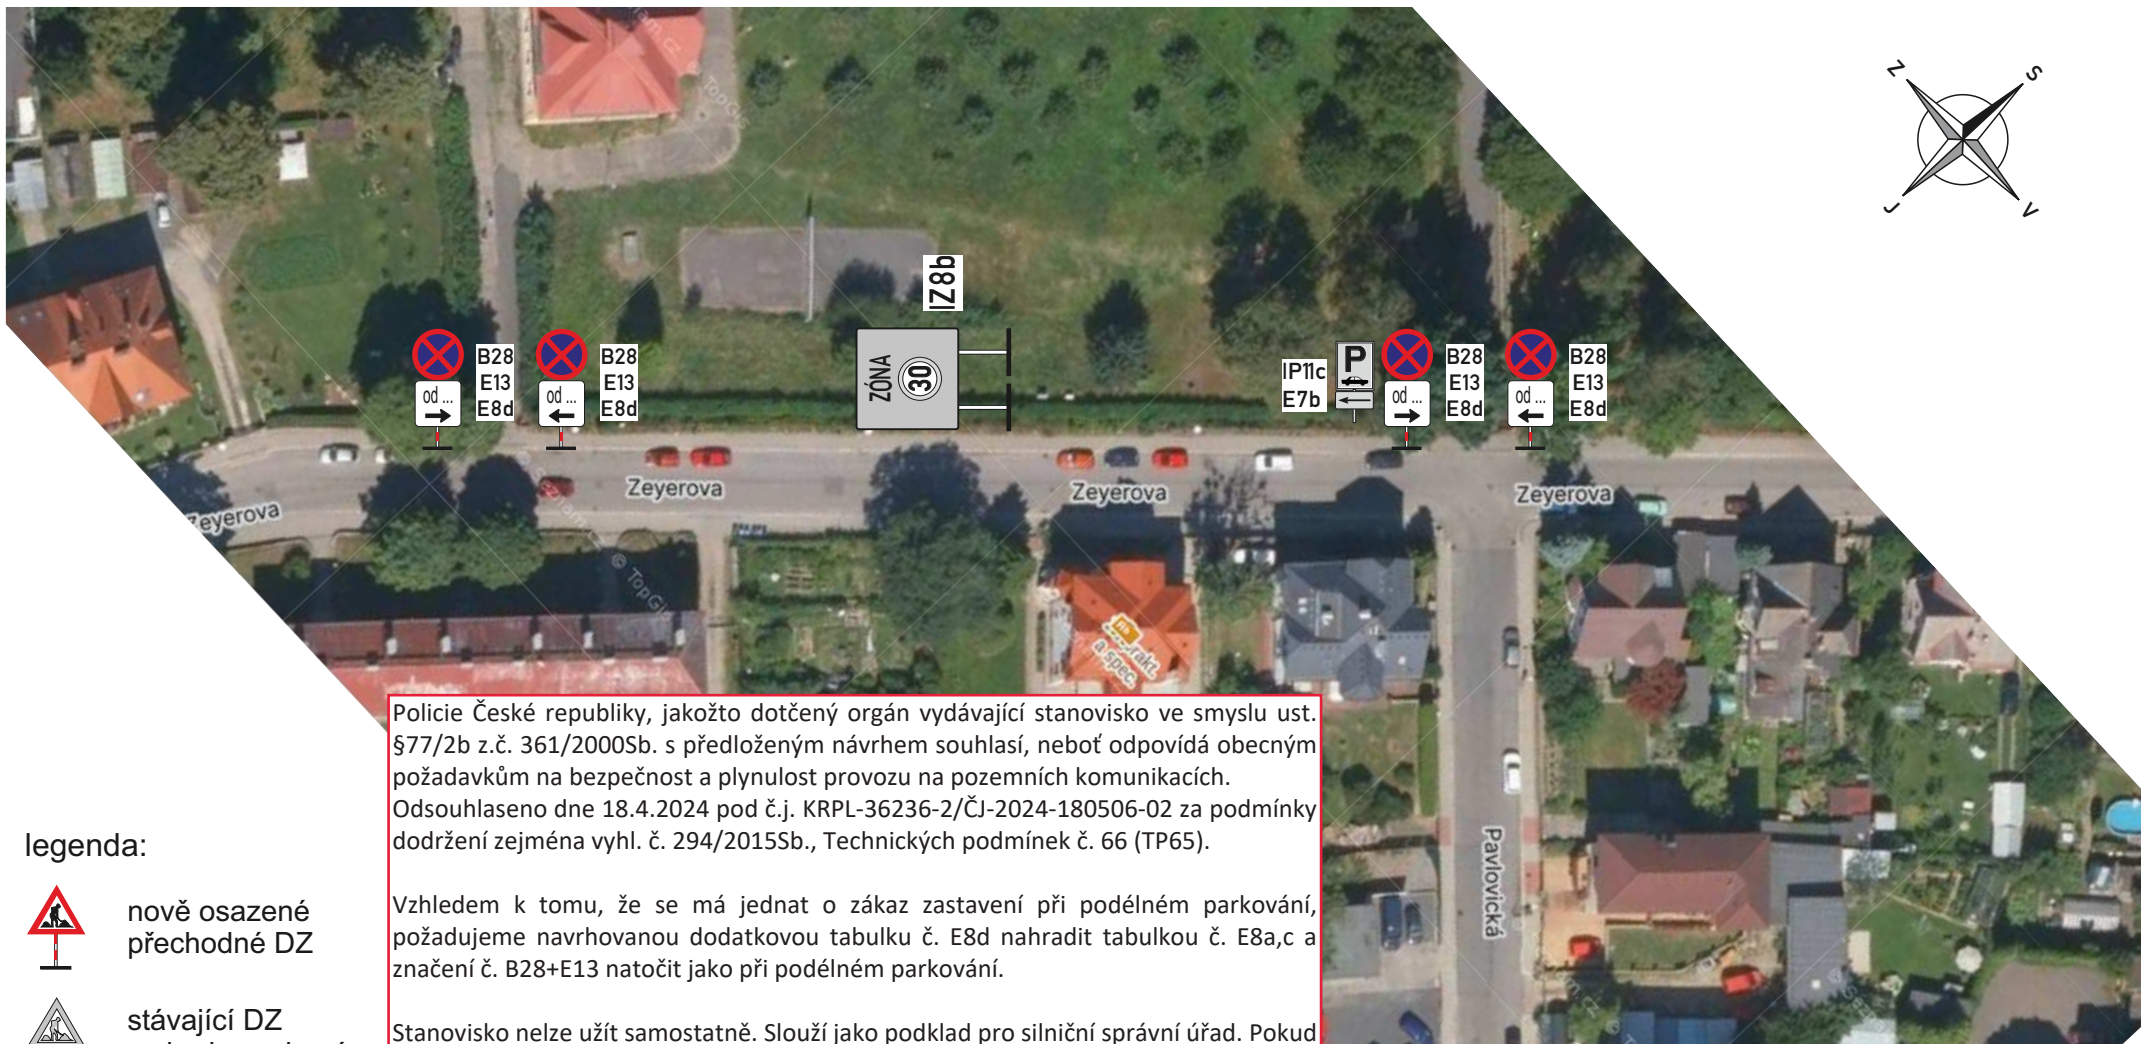 Z
S
J
V
IZ8b
ZÓNA
30
B28
E13
E8d
od ...
B28
E13
E8d
od ...
IP11c
E7b
P
B28
E13
E8d
od ...
B28
E13
E8d
od ...
Zeyerova
Zeyerova
Zeyerova
Zeyerova
© TopGis
a spec.
Pavlovická
Policie České republiky, jakožto dotčený orgán vydávající stanovisko ve smyslu ust.
§77/2b z.č. 361/2000Sb. s předloženým návrhem souhlasí, neboť odpovídá obecným
požadavkům na bezpečnost a plynulost provozu na pozemních komunikacích.
Odsouhlaseno dne 18.4.2024 pod č.j. KRPL-36236-2/ČJ-2024-180506-02 za podmínky
dodržení zejména vyhl. č. 294/2015Sb., Technických podmínek č. 66 (TP65).
Vzhledem k tomu, že se má jednat o zákaz zastavení při podélném parkování,
požadujeme navrhovanou dodatkovou tabulku č. E8d nahradit tabulkou č. E8a,c a
značení č. B28+E13 natočit jako při podélném parkování.
Stanovisko nelze užít samostatně. Slouží jako podklad pro silniční správní úřad. Pokud
legenda:
nově osazené
přechodné DZ
stávající DZ